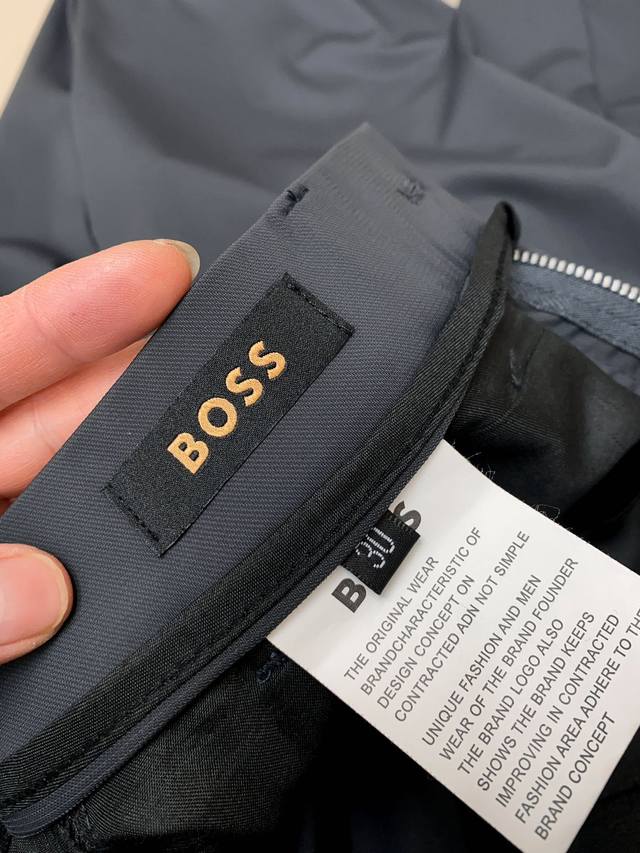 BOSS
THE ORIGINAL WEAR
BRANDCHARACTERISTIC OF
DESIGN CONCEPT ON
CONTRACTED ADN NOT SIMPLE
UNIQUE FASHION AND MEN
WEAR OF THE BRAND FOUNDER
THE BRAND LOGO ALSO
SHOWS THE BRAND KEEPS
IMPROVING IN CONTRACTED
FASHION AREA ADHERE TO THE
BRAND CONCEPT